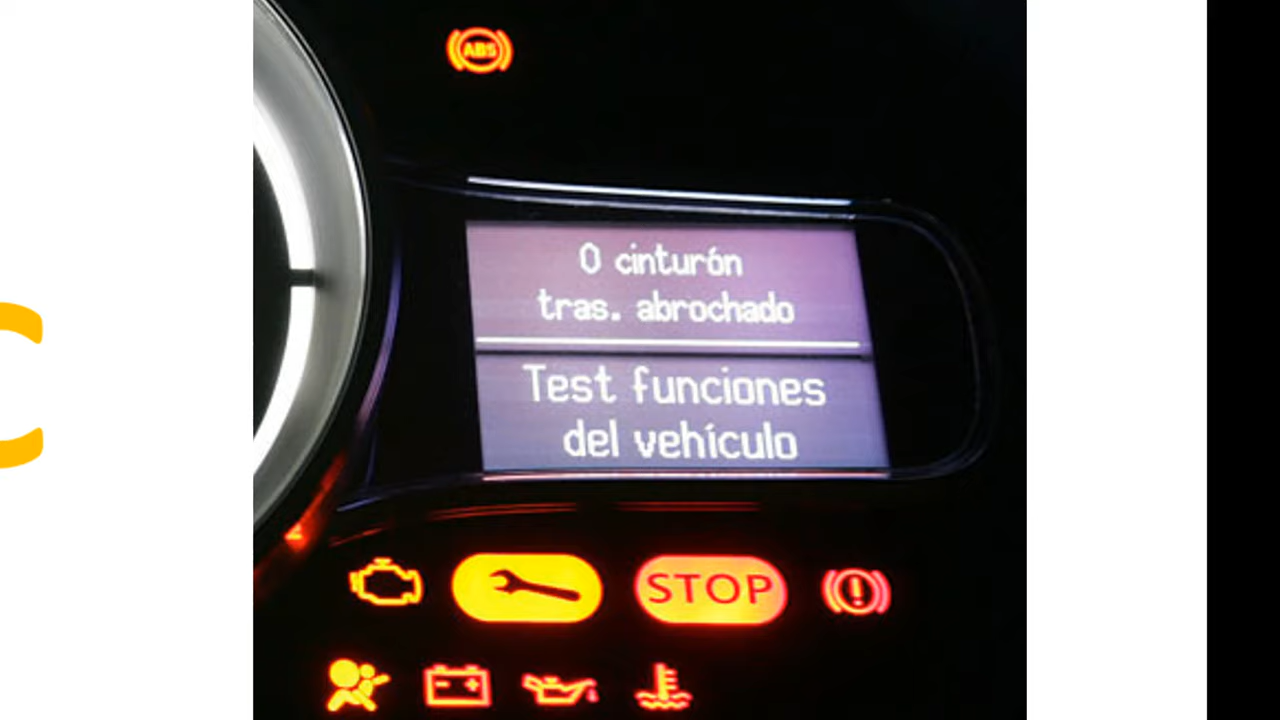 ABS
0 cinturón
tras. abrochado
Test funciones
del vehículo
STOP